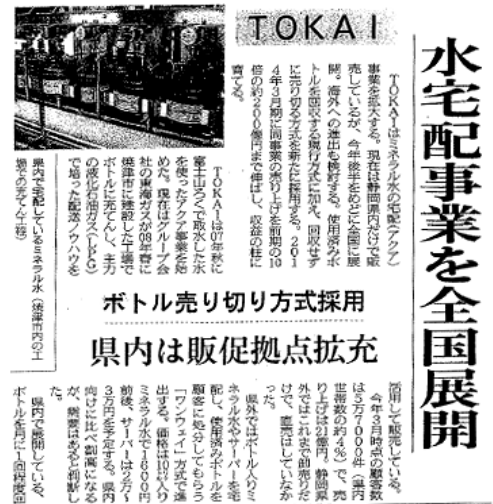 TOKAI
水宅配事業を全国展開
ボトル売り切り方式採用
県内は販促拠点拡充
TOKAIはミネラル水の宅配(アクア)
事業を拡大する。現在は静岡県内だけで販
売しているが、今年後半をめどに全国に展
開。海外への進出も検討する。使用済みボ
トルを回収する現行方式に加え、回収せず
に売り切る方式を新たに採用する。201
4年3月期に同事業の売り上げを前期の10
倍の約200億円まで伸ばし、収益の柱に
育てる。
TOKAIは07年秋に
富士山ろくで取水した水
を使ったアクア事業を始
めた。現在はグループ会
社の東海ガスが08年春に
焼津市に建設した工場で
ボトルに充てんし、主力
の液化石油ガス(LPG)
で培った配送ノウハウを
県内で宅配しているミネラル水(焼津市内の工
場での充てん工程)
活用して販売している。
今年3月時点の顧客数
は5万7000件(県内
世帯数の約4%)で、売
り上げは21億円。静岡県
外ではこれまで卸売りだ
けで、直売はしていなか
った。
県外ではボトル入りミ
ネラル水やサーバーを宅
配し、使用済みボトルを
顧客に処分してもらう
「ワンウェイ」方式で進
出する。価格は10㍑入り
ミネラル水で1600円
前後、サーバーは2万〜
3万円を予定する。県内
向けに比べ割高になる
が、需要はあると判断し
た。
県内で展開している、
ボトルを月に1回程度回